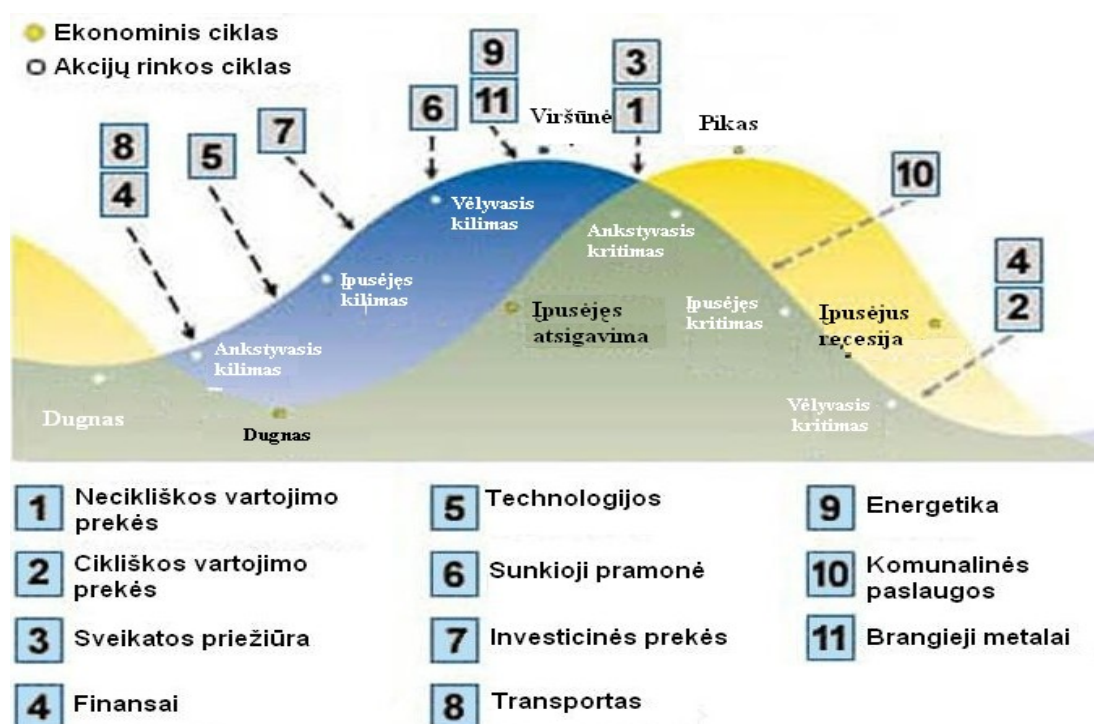 Ekonominis ciklas
Akcijų rinkos ciklas
9
11
3
1
6
7
8
4
5
Viršūnė
Pikas
10
4
2
Vėlyvasis
kilimas
Ankstyvasis
kritimas
Įpusėjęs
kilimas
Įpusėjęs
atsigavima
Įpusėjęs
kritimas
Įpusėjus
recesija
Ankstyvasis
kilimas
Dugnas
Dugnas
Vėlyvasis
kritimas
1 Necikliškos vartojimo
prekės
2 Cikliškos vartojimo
prekės
3 Sveikatos priežiūra
4 Finansai
5 Technologijos
6 Sunkioji pramonė
7 Investicinės prekės
8 Transportas
9 Energetika
10 Komunalinės
paslaugos
11 Brangieji metalai